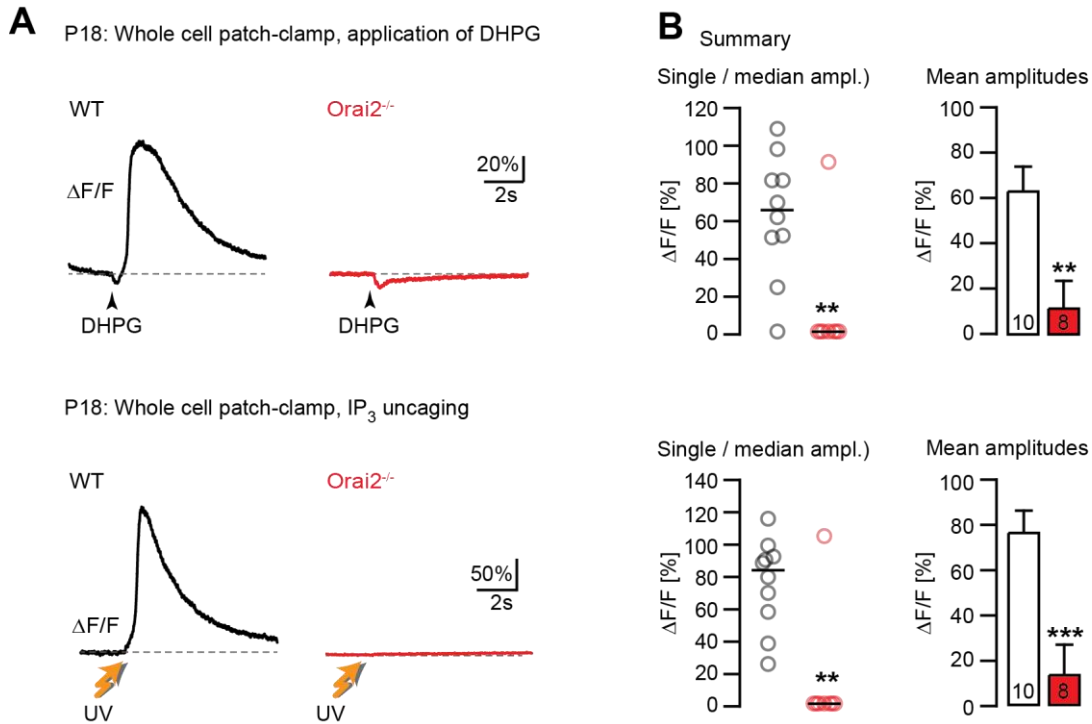 A
P18: Whole cell patch-clamp, application of DHPG
WT
Orai2-/-
ΔF/F
20%
2s
DHPG
DHPG
B
Summary
Single / median ampl.)
Mean amplitudes
ΔF/F [%]
120
100
80
60
40
20
0
**
ΔF/F [%]
100
80
60
40
20
0
**
10
8
P18: Whole cell patch-clamp, IP3 uncaging
WT
Orai2-/-
ΔF/F
50%
2s
UV
UV
Single / median ampl.)
Mean amplitudes
ΔF/F [%]
140
120
100
80
60
40
20
0
**
ΔF/F [%]
100
80
60
40
20
0
***
10
8